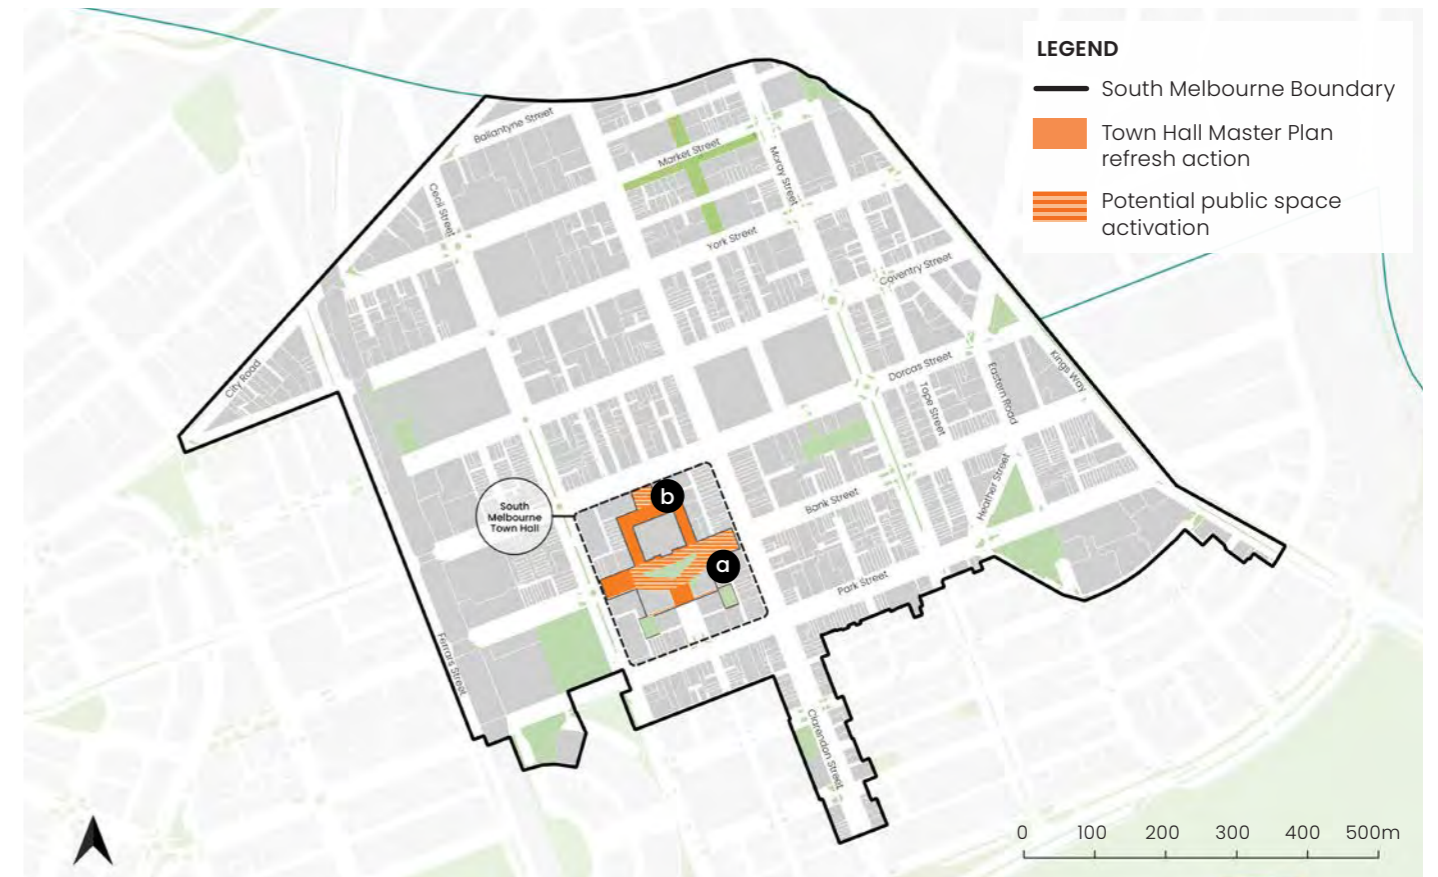 LEGEND
South Melbourne Boundary
Town Hall Master Plan
refresh action
Potential public space
activation
Ballantyne Street
Market Street
Moray Street
Cecil Street
York Street
Coventry Street
City Road
Dorcas Street
Kings Way
Tope Street
Eastern Road
Heather Street
Bank Street
South
Melbourne
Town Hall
b
a
Park Street
Ferrars Street
Clarendon Street
0 100 200 300 400 500m